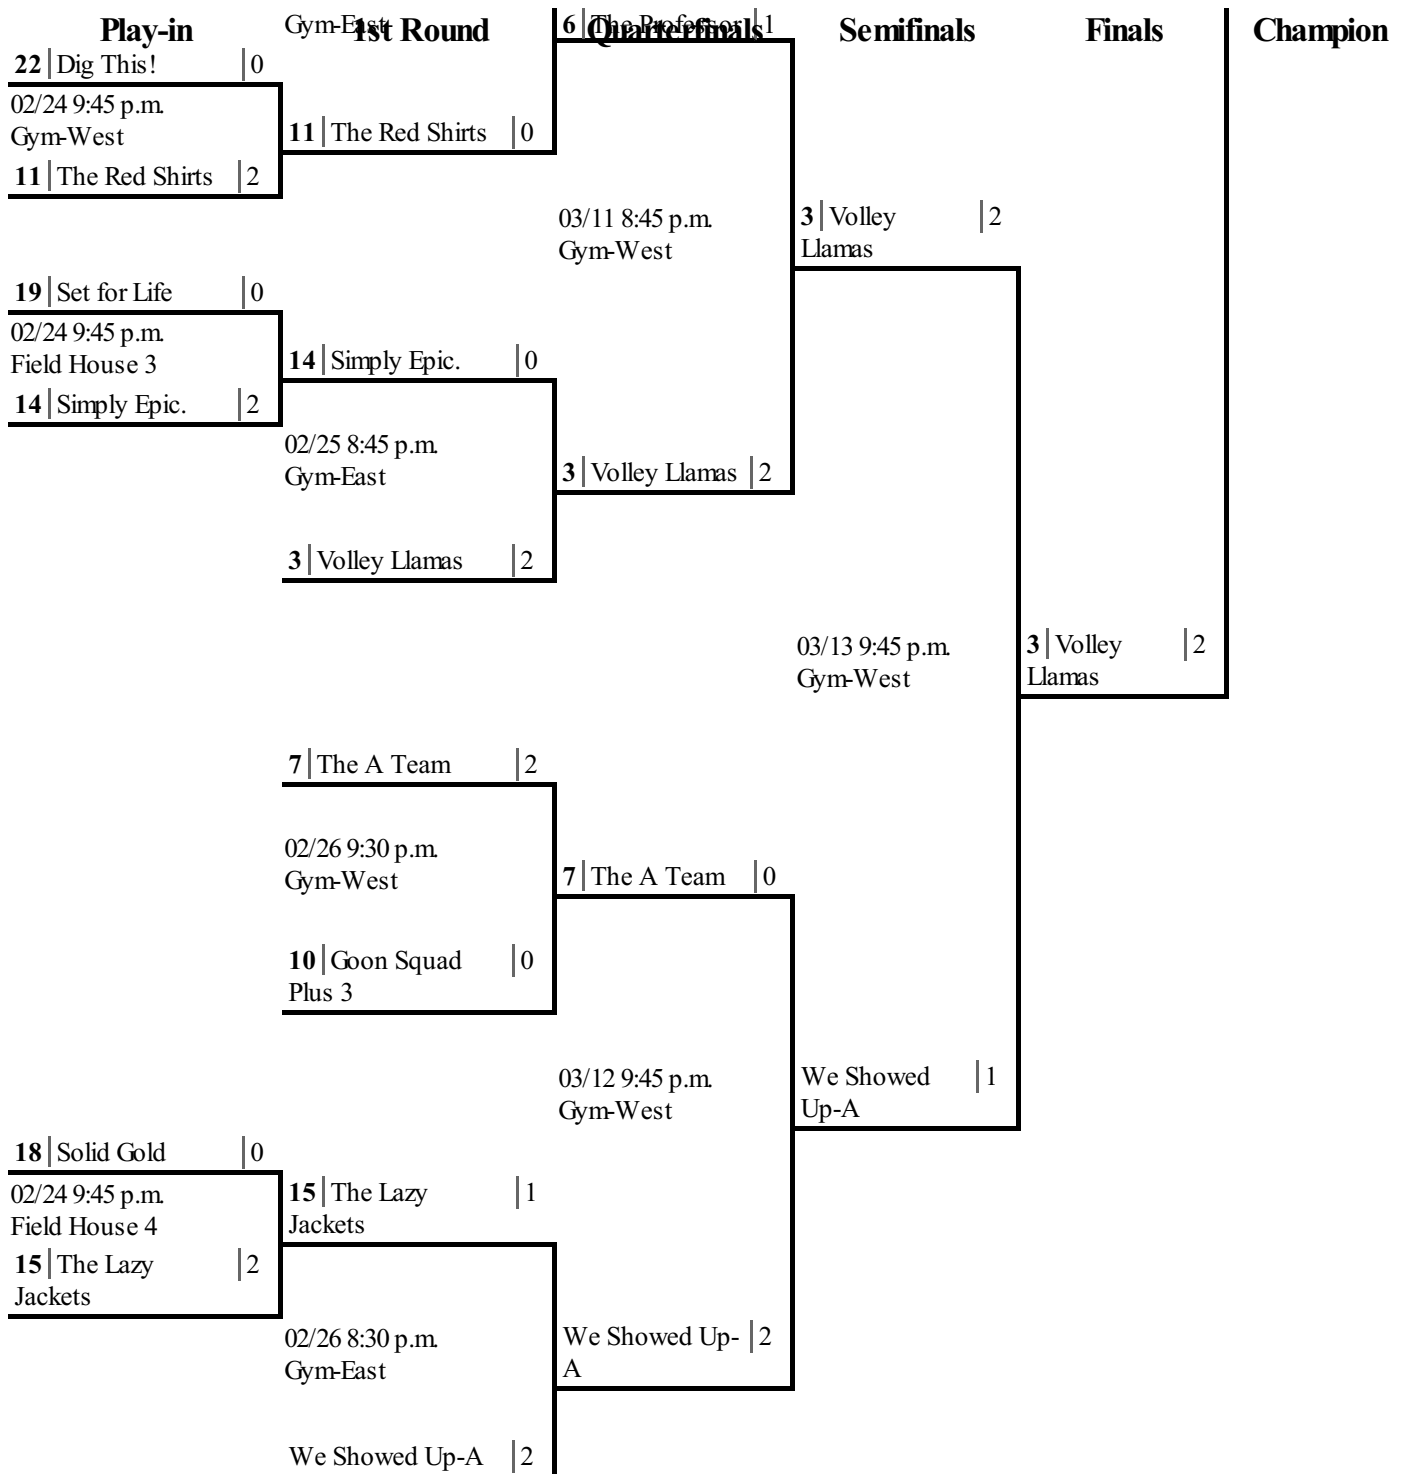 Play-in 1st Round Quarterfinals Semifinals Finals Champion
Gym-East
6 The Professor 1
22 Dig This! 0
02/24 9:45 p.m.
Gym-West
11 The Red Shirts 2
11 The Red Shirts 0
03/11 8:45 p.m.
Gym-West
3 Volley 2
Llamas
19 Set for Life 0
02/24 9:45 p.m.
Field House 3
14 Simply Epic. 2
14 Simply Epic. 0
02/25 8:45 p.m.
Gym-East
3 Volley Llamas 2
3 Volley Llamas 2
03/13 9:45 p.m.
Gym-West
3 Volley 2
Llamas
7 The A Team 2
02/26 9:30 p.m.
Gym-West
7 The A Team 0
10 Goon Squad 0
Plus 3
03/12 9:45 p.m.
Gym-West
We Showed 1
Up-A
18 Solid Gold 0
02/24 9:45 p.m.
Field House 4
15 The Lazy 2
Jackets
15 The Lazy 1
Jackets
02/26 8:30 p.m.
Gym-East
We Showed Up- 2
A
We Showed Up-A 2